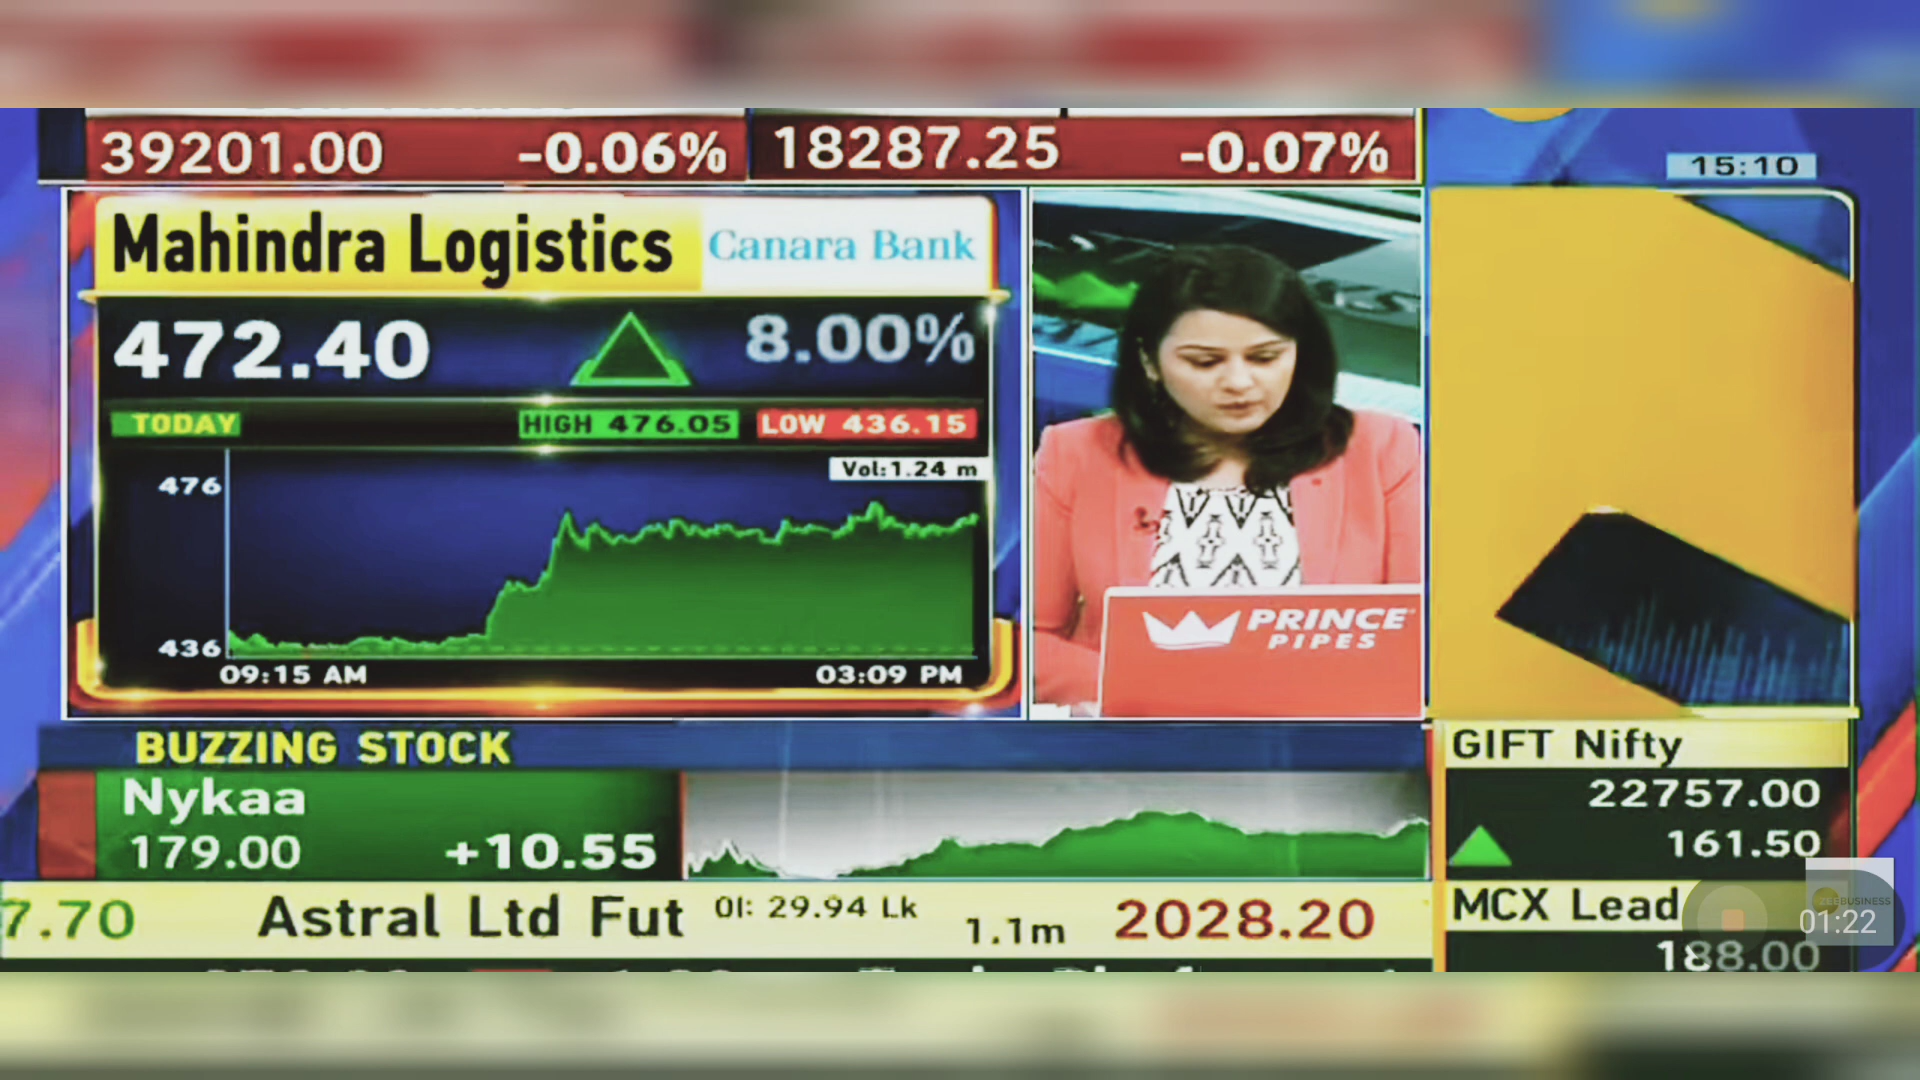 39201.00 -0.06% 18287.25 -0.07%
15:10
Mahindra Logistics Canara Bank
472.40 8.00%
TODAY HIGH 476.05 LOW 436.15
Vol:1.24 m
476
436
09:15 AM 03:09 PM
PRINCE
PIPES
BUZZING STOCK
Nykaa
179.00 +10.55
GIFT Nifty
22757.00
161.50
7.70 Astral Ltd Fut OI: 29.94 Lk 1.1m 2028.20
MCX Lead
188.00
ZEEBUSINESS
01:22